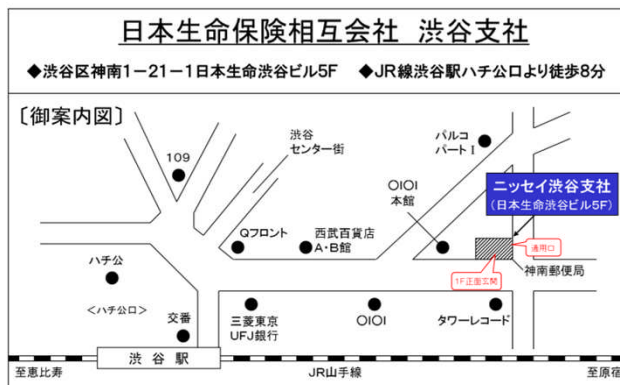 日本生命保険相互会社 渋谷支社
◆渋谷区神南1-21-1日本生命渋谷ビル5F ◆JR線渋谷駅ハチ公口より徒歩8分
〔御案内図〕
109
渋谷
センター街
パルコ
パートⅠ
OIOI
本館
ニッセイ渋谷支社
(日本生命渋谷ビル5F)
Qフロント
西武百貨店
A・B館
通用口
神南郵便局
1F正面玄関
ハチ公
<ハチ公口>
交番
三菱東京
UFJ銀行
OIOI
タワーレコード
渋谷駅
至恵比寿
JR山手線
至原宿